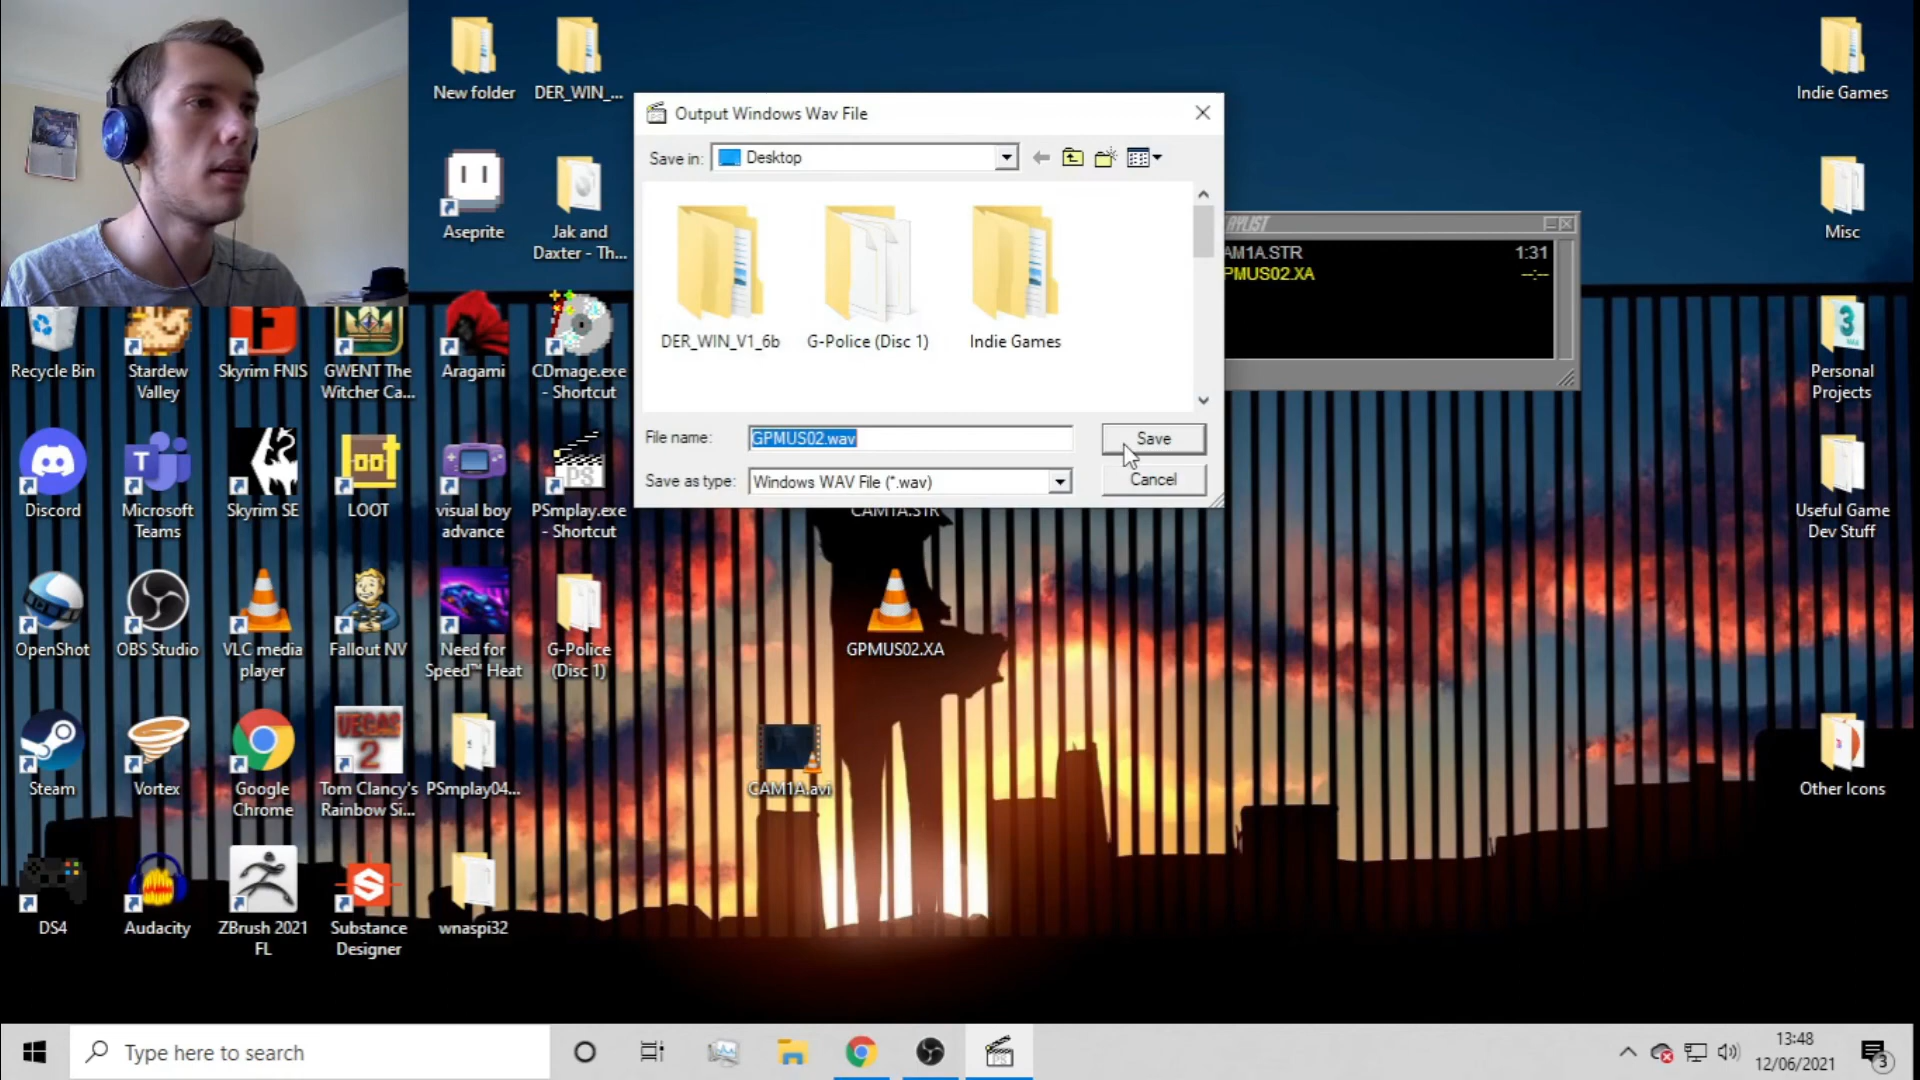 New folder
DER_WIN_...
Indie Games
Output Windows Wav File
Save in:
Desktop
Aseprite
Jak and
Daxter - Th...
Misc
AYLIST
AM1A.STR
1:31
PMUS02.XA
--:--
DER_WIN_V1_6b
G-Police (Disc 1)
Indie Games
Recycle Bin
Stardew
Valley
Skyrim FNIS
GWENT The
Witcher Ca...
Aragami
CDmage.exe
- Shortcut
Personal
Projects
File name:
GPMUS02.wav
Save
Save as type:
Windows WAV File (*.wav)
Cancel
Discord
Microsoft
Teams
Skyrim SE
LOOT
visual boy
advance
PSmplay.exe
- Shortcut
CAM1A.STR
Useful Game
Dev Stuff
OpenShot
OBS Studio
VLC media
player
Fallout NV
Need for
Speed™ Heat
G-Police
(Disc 1)
GPMUS02.XA
Steam
Vortex
Google
Chrome
VEGAS
2
Tom Clancy's
Rainbow Si...
PSmplay04...
CAM1A.avi
Other Icons
DS4
Audacity
ZBrush 2021
FL
Substance
Designer
wnaspi32
Type here to search
13:48
12/06/2021
3